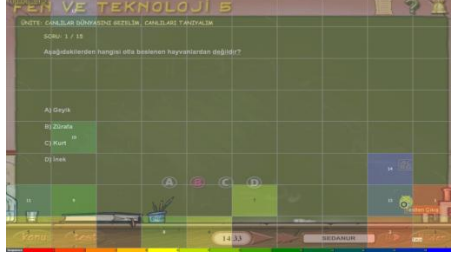 FEN VE TEKNOLOJİ 5
ÜNİTE: CANLILAR DÜNYASINI GEZELİM, CANLILARI TANIYALIM
SORU: 1 / 15
Aşağıdakilerden hangisi otla beslenen hayvanlardan değildir?
A) Geyik
B) Zürafa
C) Kurt
D) İnek
A B C D
14:33
BEDANUR